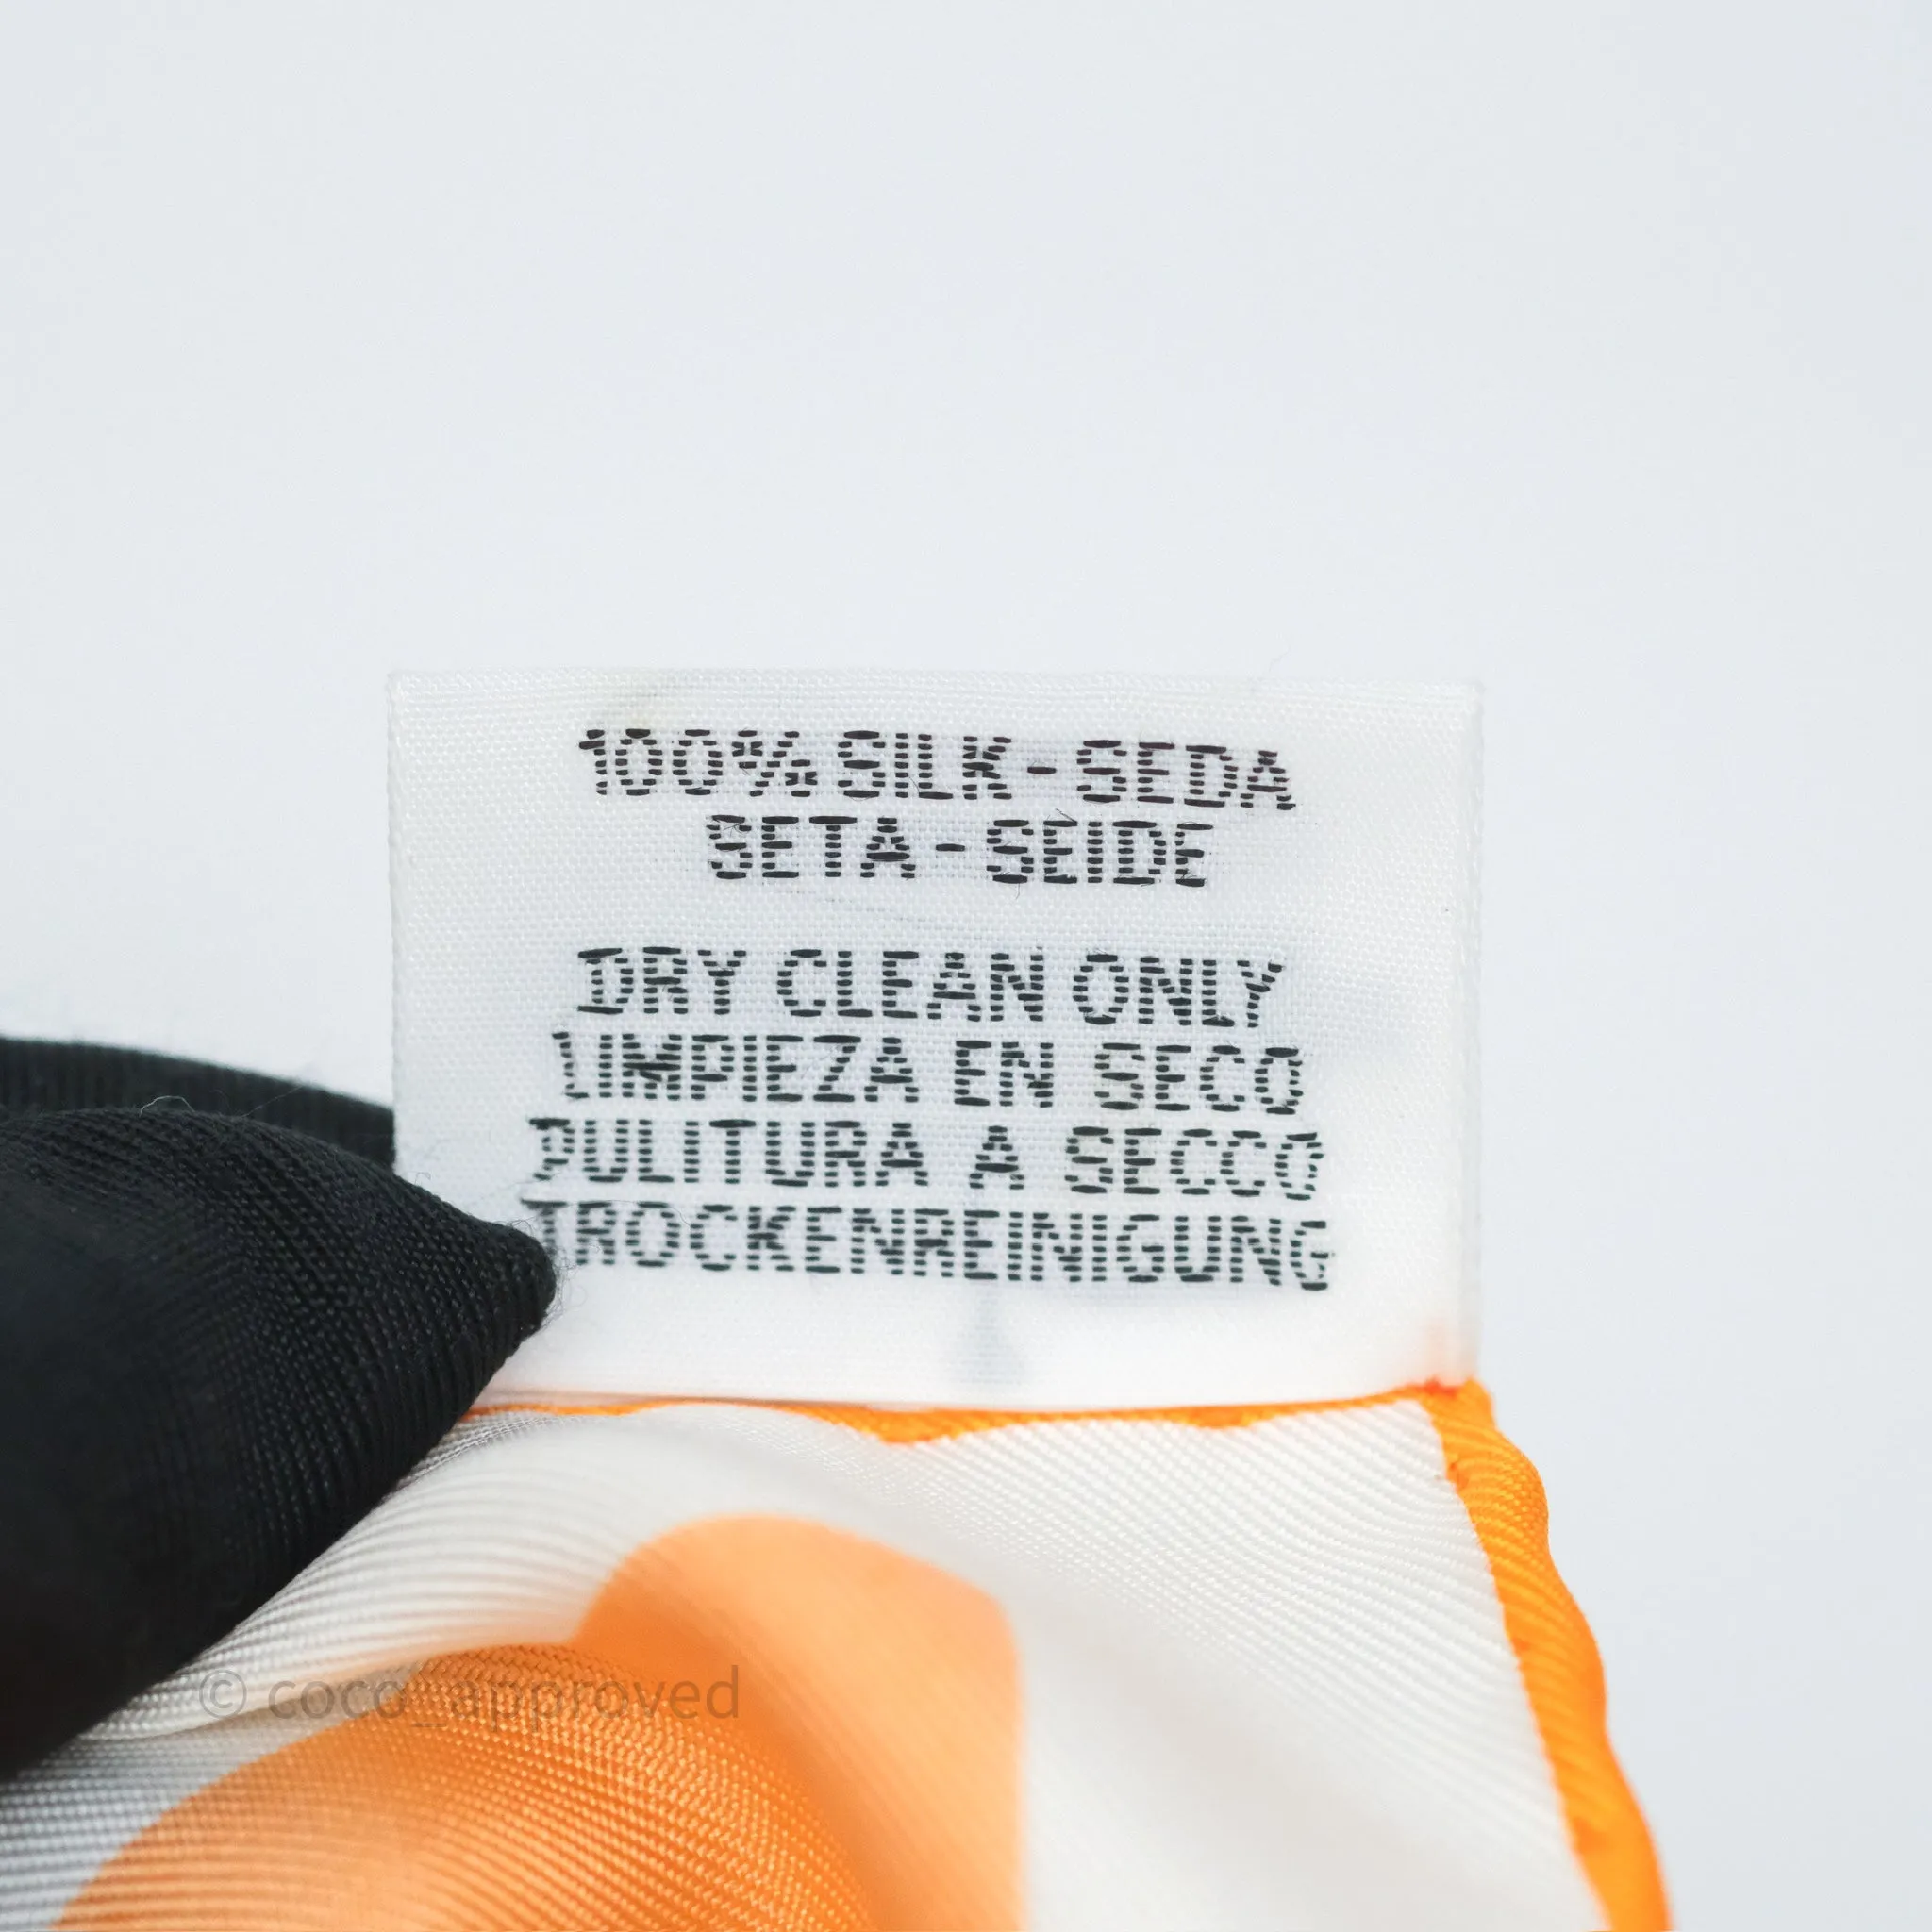 100% SILK - SEDA
SETA - SEIDE
DRY CLEAN ONLY
LIMPIEZA EN SECO
PULITURA A SECCO
TROCKENREINIGUNG
© coco_approved